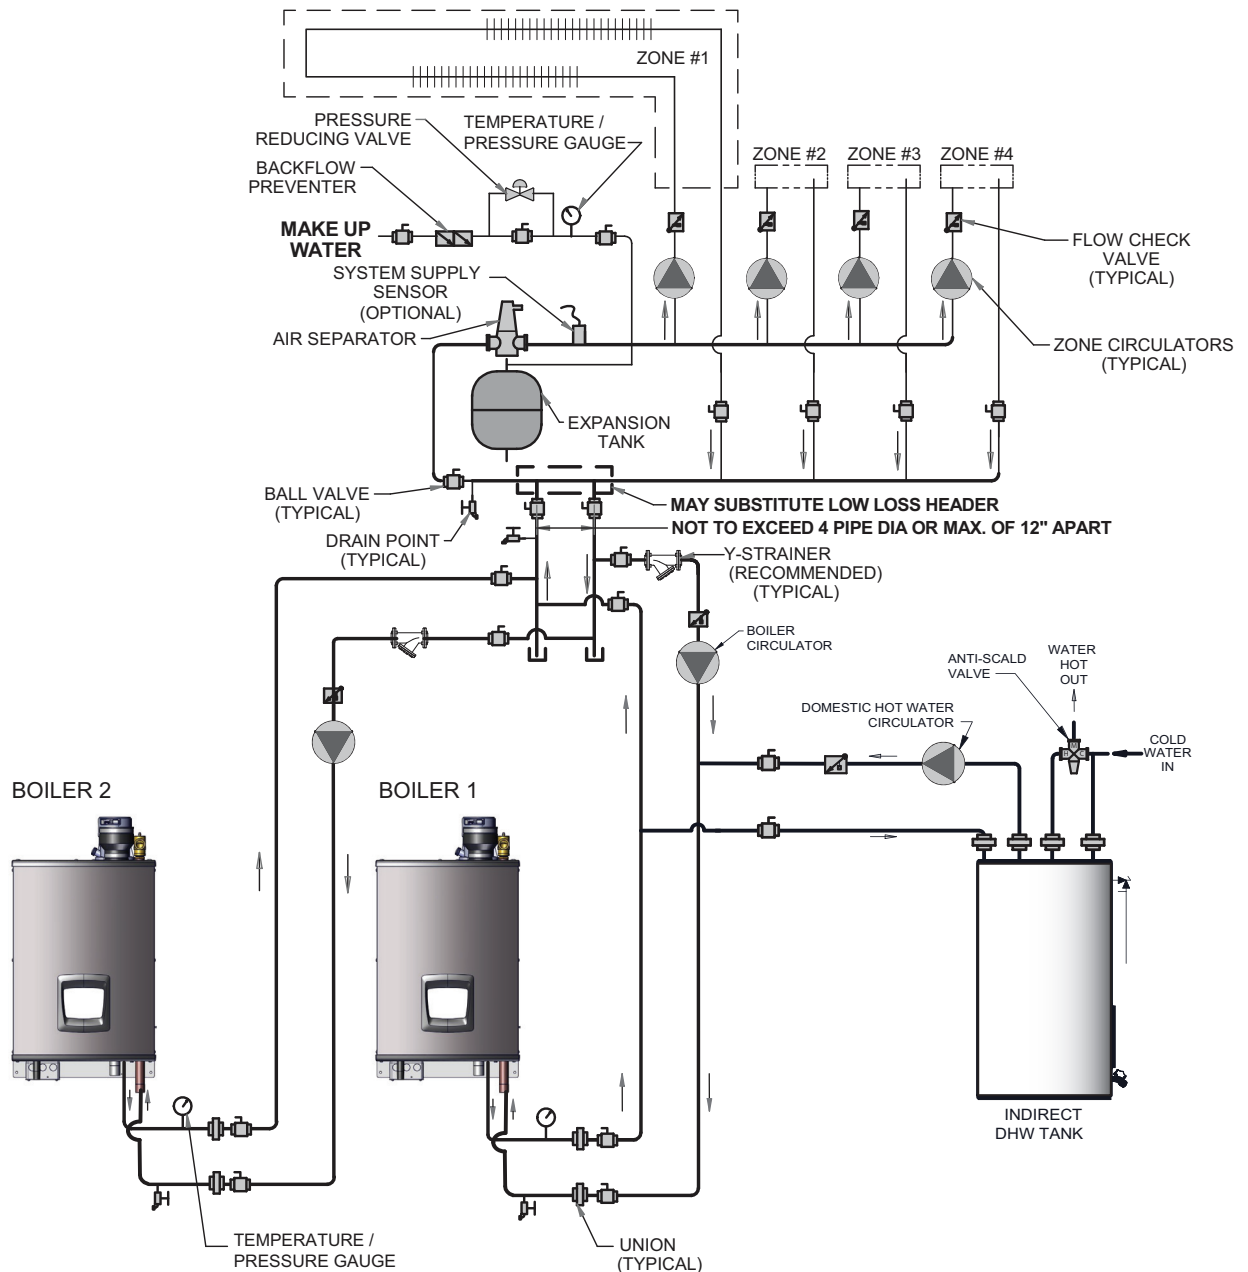 ZONE #1
PRESSURE
REDUCING VALVE
TEMPERATURE /
PRESSURE GAUGE
BACKFLOW
PREVENTER
ZONE #2
ZONE #3
ZONE #4
MAKE UP
WATER
FLOW CHECK
VALVE
(TYPICAL)
SYSTEM SUPPLY
SENSOR
(OPTIONAL)
AIR SEPARATOR
ZONE CIRCULATORS
(TYPICAL)
EXPANSION
TANK
BALL VALVE
(TYPICAL)
MAY SUBSTITUTE LOW LOSS HEADER
NOT TO EXCEED 4 PIPE DIA OR MAX. OF 12" APART
DRAIN POINT
(TYPICAL)
Y-STRAINER
(RECOMMENDED)
(TYPICAL)
BOILER
CIRCULATOR
ANTI-SCALD
VALVE
WATER
HOT
OUT
DOMESTIC HOT WATER
CIRCULATOR
M
H
C
COLD
WATER
IN
BOILER 2
BOILER 1
INDIRECT
DHW TANK
TEMPERATURE /
PRESSURE GAUGE
UNION
(TYPICAL)